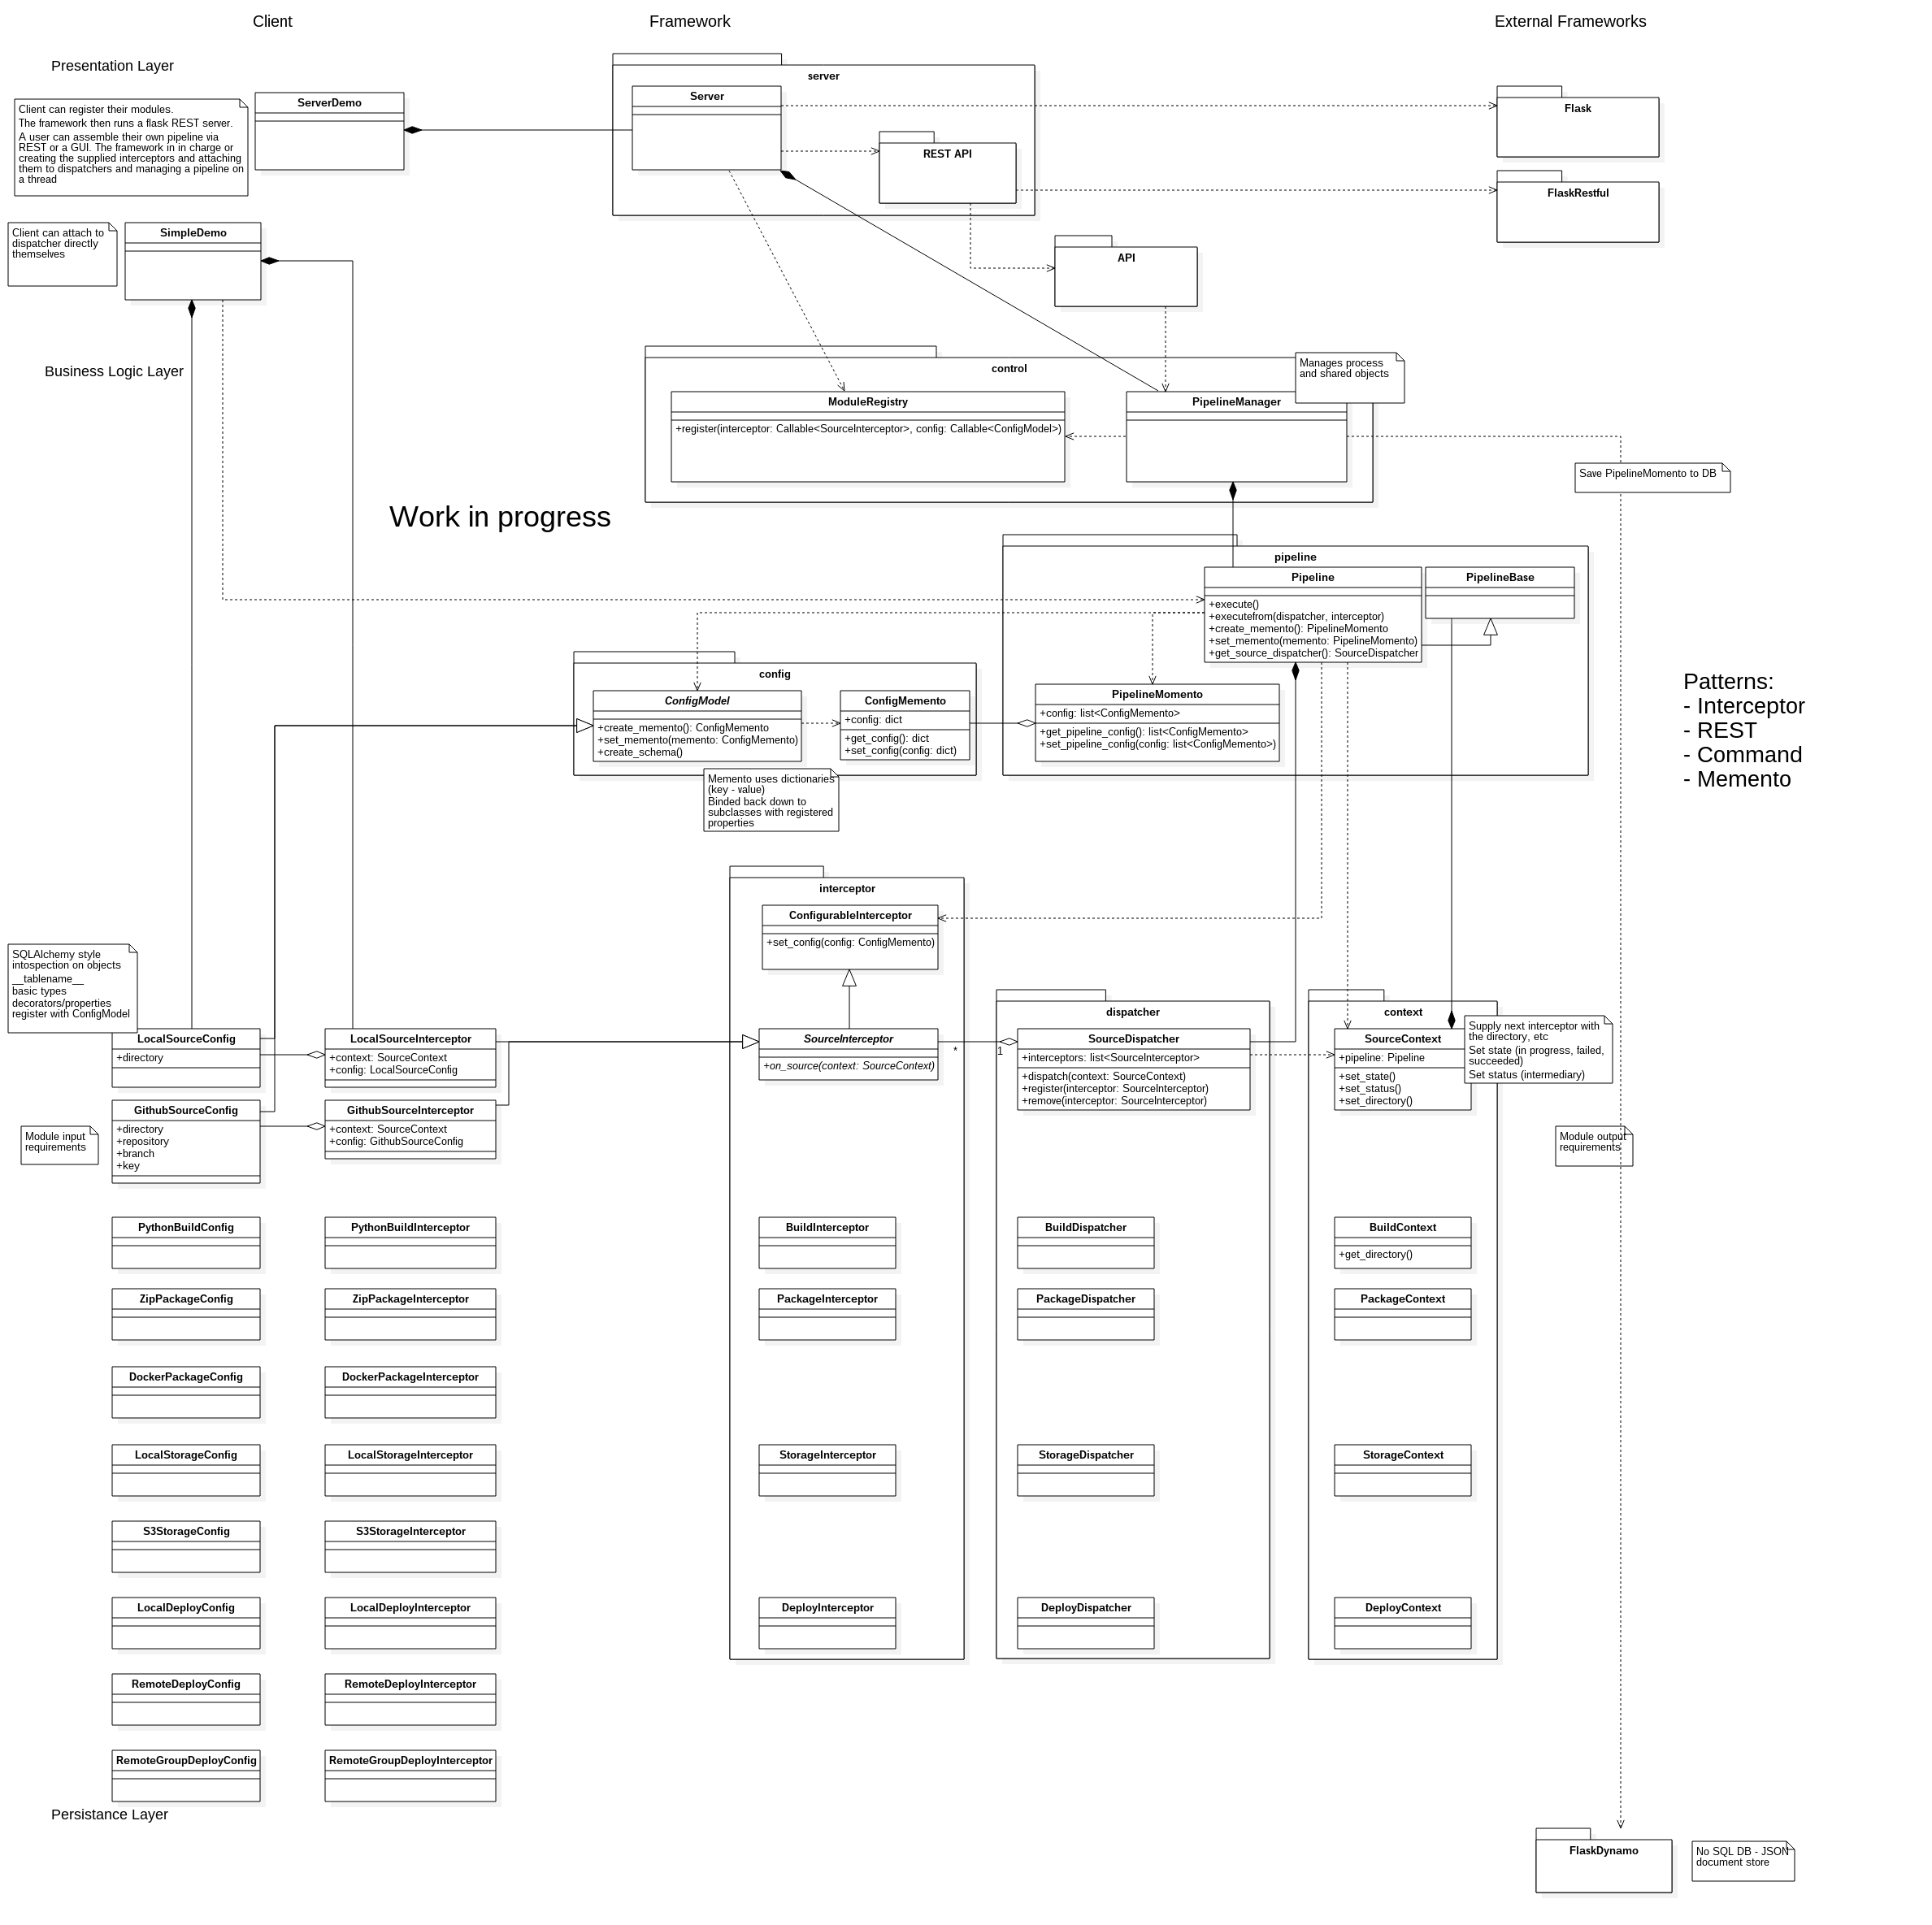 Client
Framework
External Frameworks
Presentation Layer
Client can register their modules.
The framework then runs a flask REST server.
A user can assemble their own pipeline via
REST or a GUI. The framework in in charge or
creating the supplied interceptors and attaching
them to dispatchers and managing a pipeline on
a thread
ServerDemo
server
Server
REST API
Flask
FlaskRestful
Client can attach to
dispatcher directly
themselves
SimpleDemo
API
Business Logic Layer
control
Manages process
and shared objects
ModuleRegistry
+register(interceptor: Callable<SourceInterceptor>, config: Callable<ConfigModel>)
PipelineManager
Save PipelineMomento to DB
Work in progress
pipeline
Pipeline
+execute()
+executefrom(dispatcher, interceptor)
+create_memento(): PipelineMomento
+set_memento(memento: PipelineMomento)
+get_source_dispatcher(): SourceDispatcher
PipelineBase
config
ConfigModel
+create_memento(): ConfigMemento
+set_memento(memento: ConfigMemento)
+create_schema()
ConfigMemento
+config: dict
+get_config(): dict
+set_config(config: dict)
PipelineMomento
+config: list<ConfigMemento>
+get_pipeline_config(): list<ConfigMemento>
+set_pipeline_config(config: list<ConfigMemento>)
Patterns:
- Interceptor
- REST
- Command
- Memento
Memento uses dictionaries
(key - value)
Binded back down to
subclasses with registered
properties
interceptor
ConfigurableInterceptor
+set_config(config: ConfigMemento)
SQLAlchemy style
intospection on objects
__tablename__
basic types
decorators/properties
register with ConfigModel
LocalSourceConfig
+directory
LocalSourceInterceptor
+context: SourceContext
+config: LocalSourceConfig
SourceInterceptor
+on_source(context: SourceContext)
*
1
dispatcher
SourceDispatcher
+interceptors: list<SourceInterceptor>
+dispatch(context: SourceContext)
+register(interceptor: SourceInterceptor)
+remove(interceptor: SourceInterceptor)
context
SourceContext
+pipeline: Pipeline
+set_state()
+set_status()
+set_directory()
Supply next interceptor with
the directory, etc
Set state (in progress, failed,
succeeded)
Set status (intermediary)
Module input
requirements
GithubSourceConfig
+directory
+repository
+branch
+key
GithubSourceInterceptor
+context: SourceContext
+config: GithubSourceConfig
Module output
requirements
PythonBuildConfig
PythonBuildInterceptor
BuildInterceptor
BuildDispatcher
BuildContext
+get_directory()
ZipPackageConfig
ZipPackageInterceptor
PackageInterceptor
PackageDispatcher
PackageContext
DockerPackageConfig
DockerPackageInterceptor
LocalStorageConfig
LocalStorageInterceptor
StorageInterceptor
StorageDispatcher
StorageContext
S3StorageConfig
S3StorageInterceptor
LocalDeployConfig
LocalDeployInterceptor
DeployInterceptor
DeployDispatcher
DeployContext
RemoteDeployConfig
RemoteDeployInterceptor
RemoteGroupDeployConfig
RemoteGroupDeployInterceptor
Persistance Layer
FlaskDynamo
No SQL DB - JSON
document store